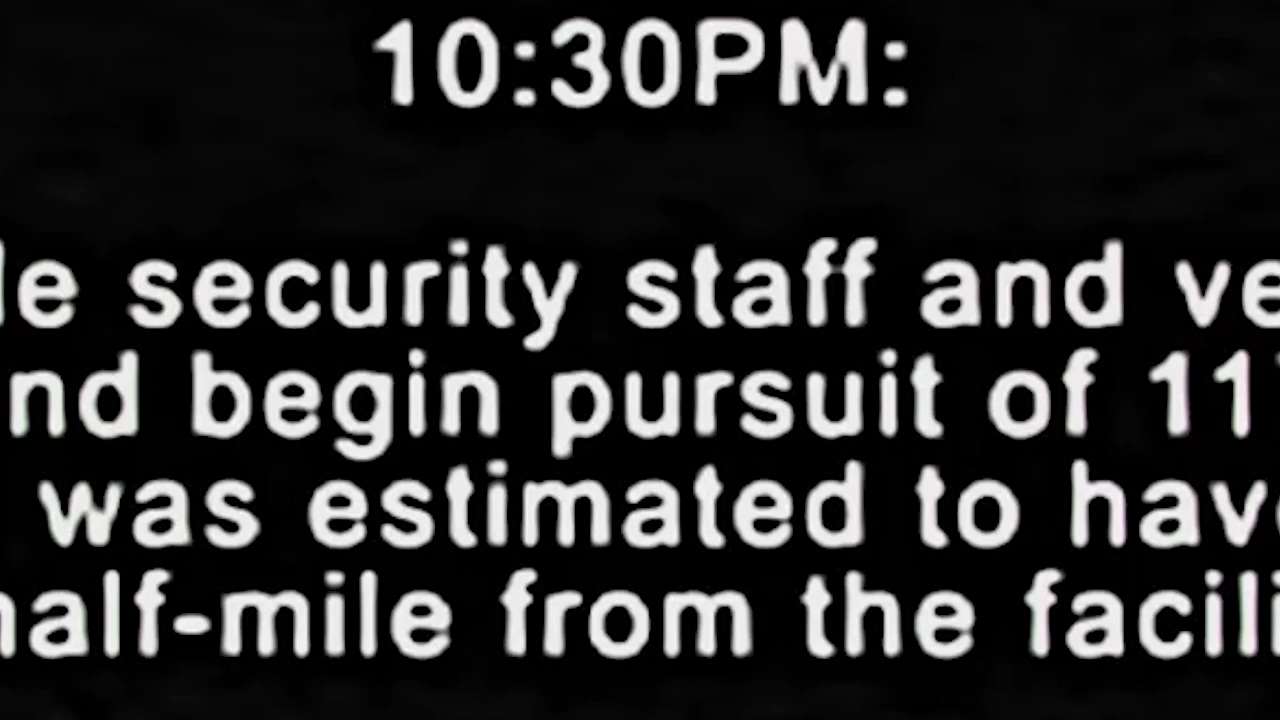 10:30PM:
le security staff and ve
nd begin pursuit of 11
was estimated to have
half-mile from the facili